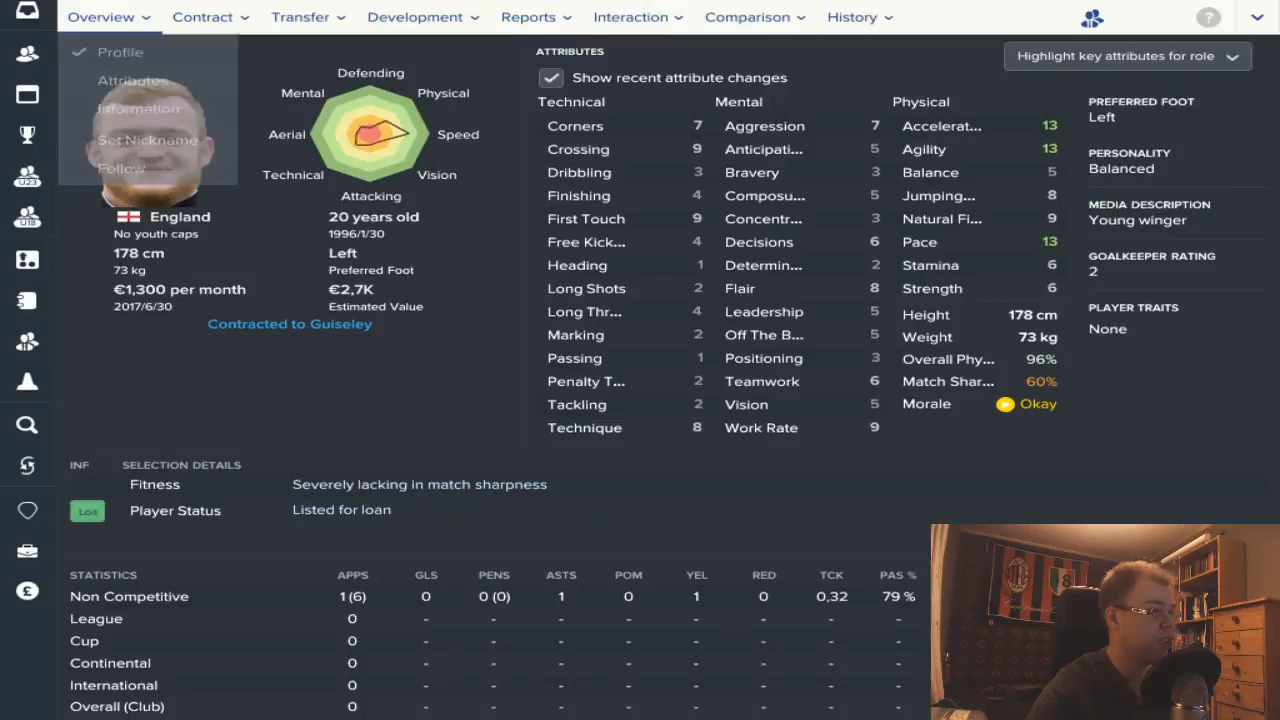 Overview Contract Transfer Development Reports Interaction Comparison History ?
Profile
Attributes
Information
Set Nickname
Follow
Defending
Mental Physical
Aerial Speed
Technical Vision
Attacking
England 20 years old
No youth caps 1996/1/30
178 cm Left
73 kg Preferred Foot
€1,300 per month €2,7K
2017/6/30 Estimated Value
Contracted to Guiseley
ATTRIBUTES
Highlight key attributes for role
Show recent attribute changes
Technical Mental Physical
Corners 7 Aggression 7 Accelerat... 13
Crossing 9 Anticipati... 5 Agility 13
Dribbling 3 Bravery 3 Balance 5
Finishing 4 Composu... 5 Jumping... 8
First Touch 9 Concentr... 3 Natural Fi... 9
Free Kick... 4 Decisions 6 Pace 13
Heading 1 Determin... 2 Stamina 6
Long Shots 2 Flair 8 Strength 6
Long Thr... 4 Leadership 5 Height 178 cm
Marking 2 Off The B... 5 Weight 73 kg
Passing 1 Positioning 3 Overall Phy... 96%
Penalty T... 2 Teamwork 6 Match Shar... 60%
Tackling 2 Vision 5 Morale Okay
Technique 8 Work Rate 9
PREFERRED FOOT
Left
PERSONALITY
Balanced
MEDIA DESCRIPTION
Young winger
GOALKEEPER RATING
2
PLAYER TRAITS
None
U23
U18
INF SELECTION DETAILS
Fitness Severely lacking in match sharpness
Loa Player Status Listed for loan
STATISTICS APPS GLS PENS ASTS POM YEL RED TCK PAS %
Non Competitive 1 (6) 0 0 (0) 1 0 1 0 0,32 79 %
League 0 - - - - - - - -
Cup 0 - - - - - - - -
Continental 0 - - - - - - - -
International 0 - - - - - - - -
Overall (Club) 0 - - - - - - - -